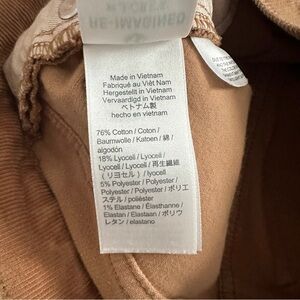 RE-IMAGINED
Made in Vietnam
Fabriqué au Việt Nam
Hergestellt in Vietnam
Vervaardigd in Vietnam
ベトナム製
hecho en Vietnam
76% Cotton / Coton /
Baumwolle / Katoen / 綿 /
algodón
18% Lyocell / Lyocell
/ Lyocell / Lyocell / 再生繊維
( リヨセル ) / lyocell
5% Polyester / Polyester /
Polyester / Polyester / ポリエ
ステル / poliéster
1% Elastane / Élasthanne /
Elastan / Elastaan / ポリウ
レタン / elastano